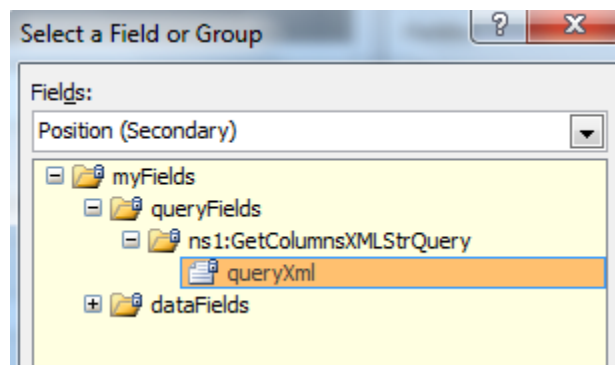 Select a Field or Group
Fields:
Position (Secondary)
myFields
queryFields
ns1:GetColumnsXMLStrQuery
queryXml
dataFields